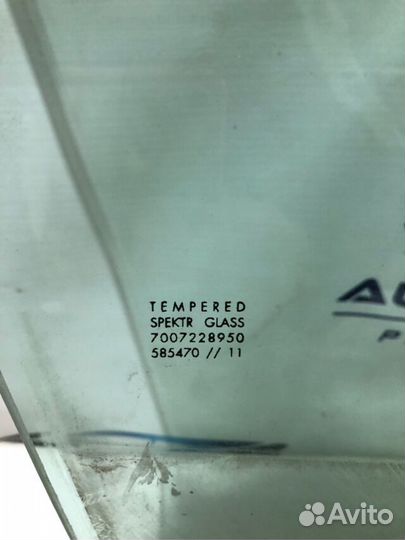 TEMPERED
SPEKTR GLASS
7007228950
585470 // 11
Avito